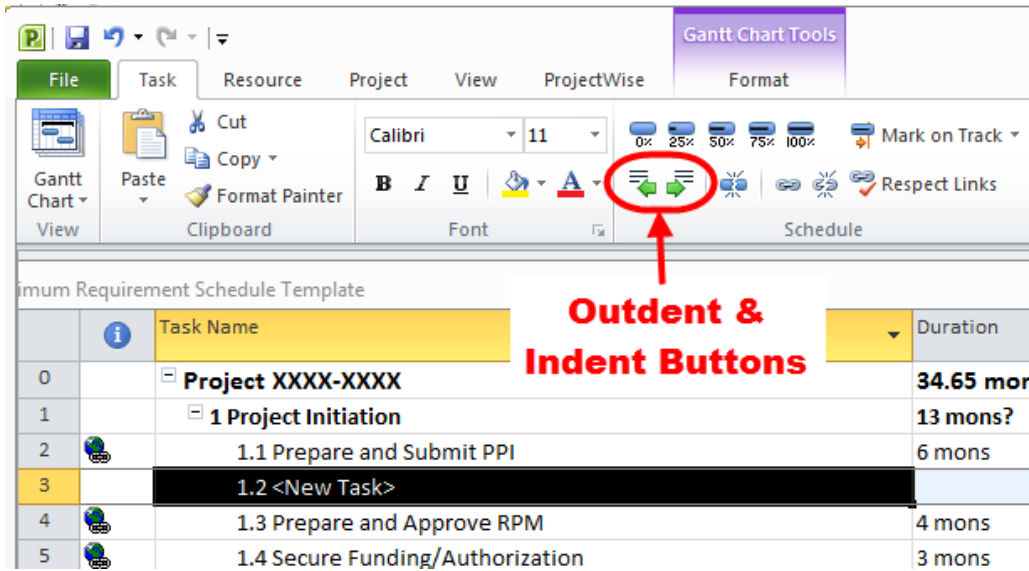 Gantt Chart Tools
File Task Resource Project View ProjectWise Format
Cut
Copy
Format Painter
Paste
Gantt
Chart
Calibri 11
0% 25% 50% 75% 100%
Mark on Track
B I U A
Respect Links
View Clipboard Font Schedule
imum Requirement Schedule Template
Outdent &
Indent Buttons
Task Name Duration
0 Project XXXX-XXXX 34.65 mor
1 1 Project Initiation 13 mons?
2 1.1 Prepare and Submit PPI 6 mons
3 1.2 <New Task>
4 1.3 Prepare and Approve RPM 4 mons
5 1.4 Secure Funding/Authorization 3 mons